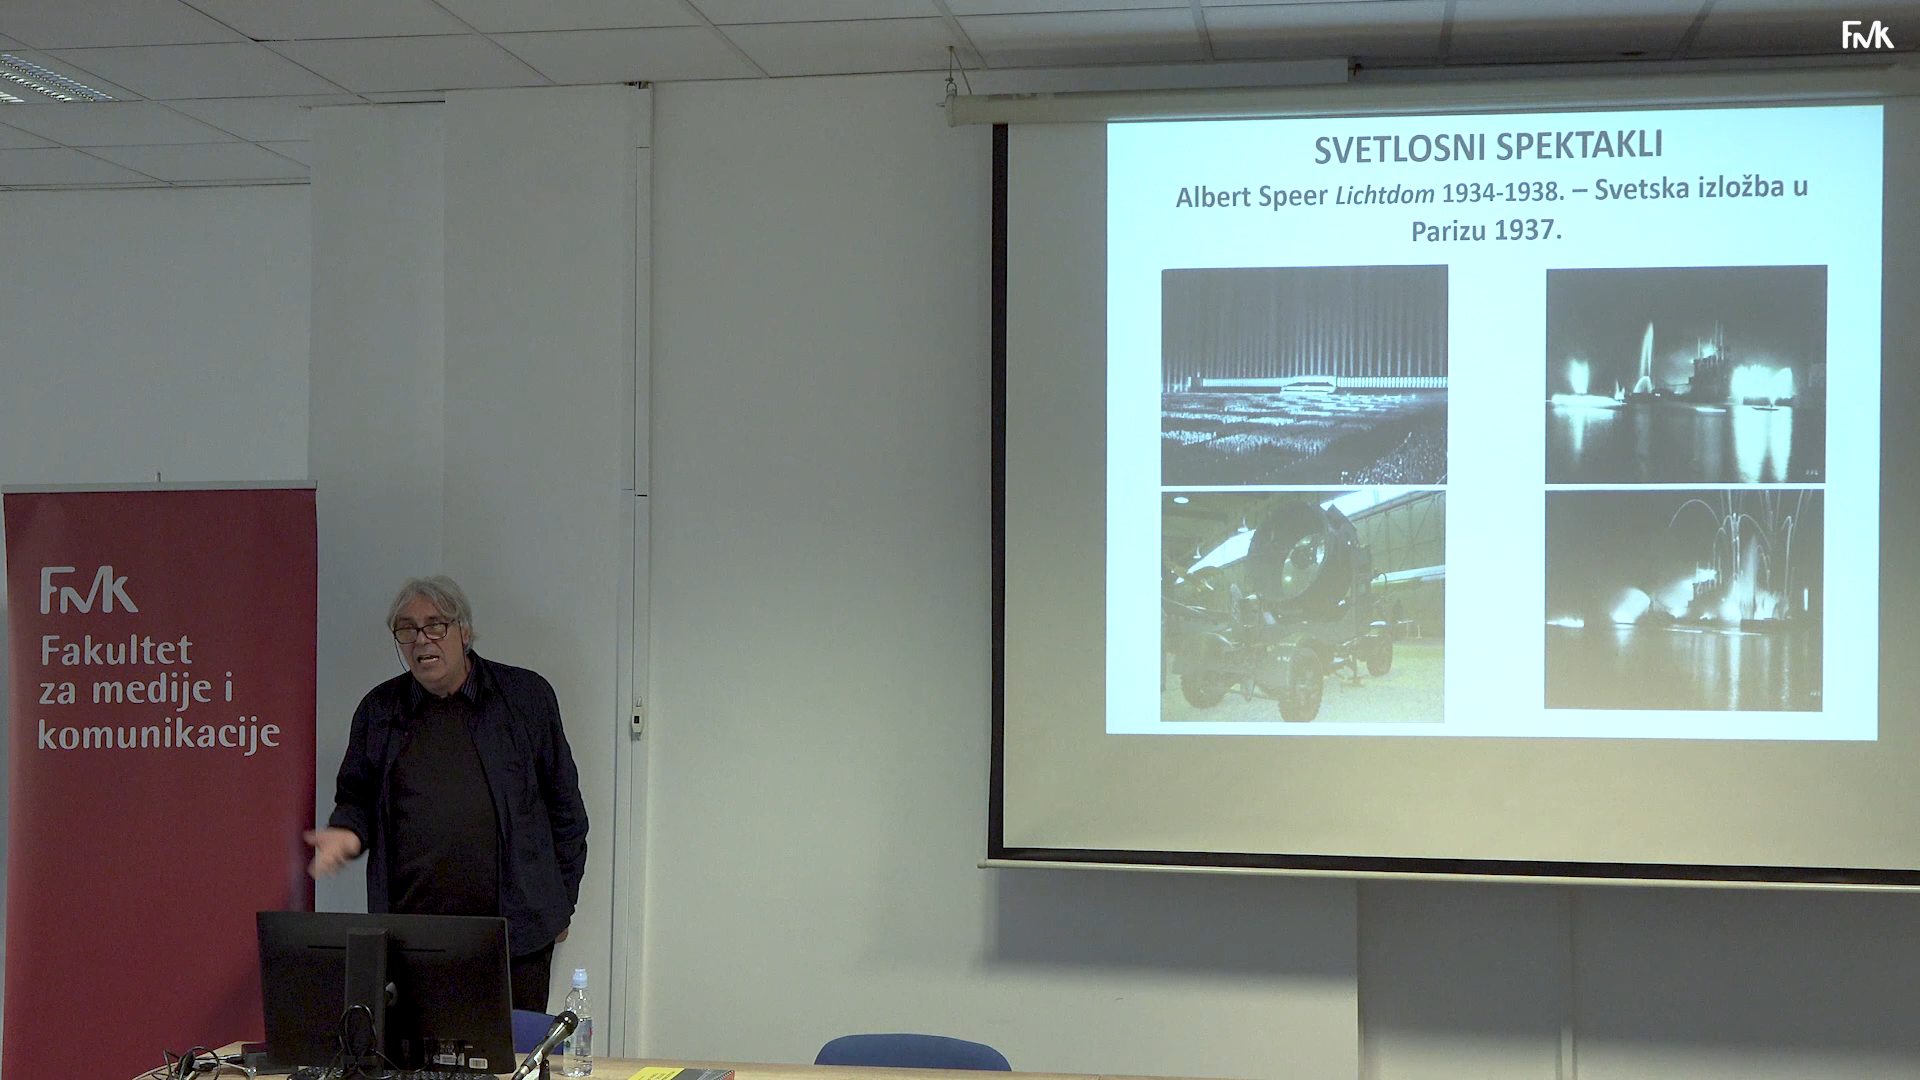 FMK
SVETLOSNI SPEKTAKLI
Albert Speer Lichtdom 1934-1938. – Svetska izložba u
Parizu 1937.
FMK
Fakultet
za medije i
komunikacije